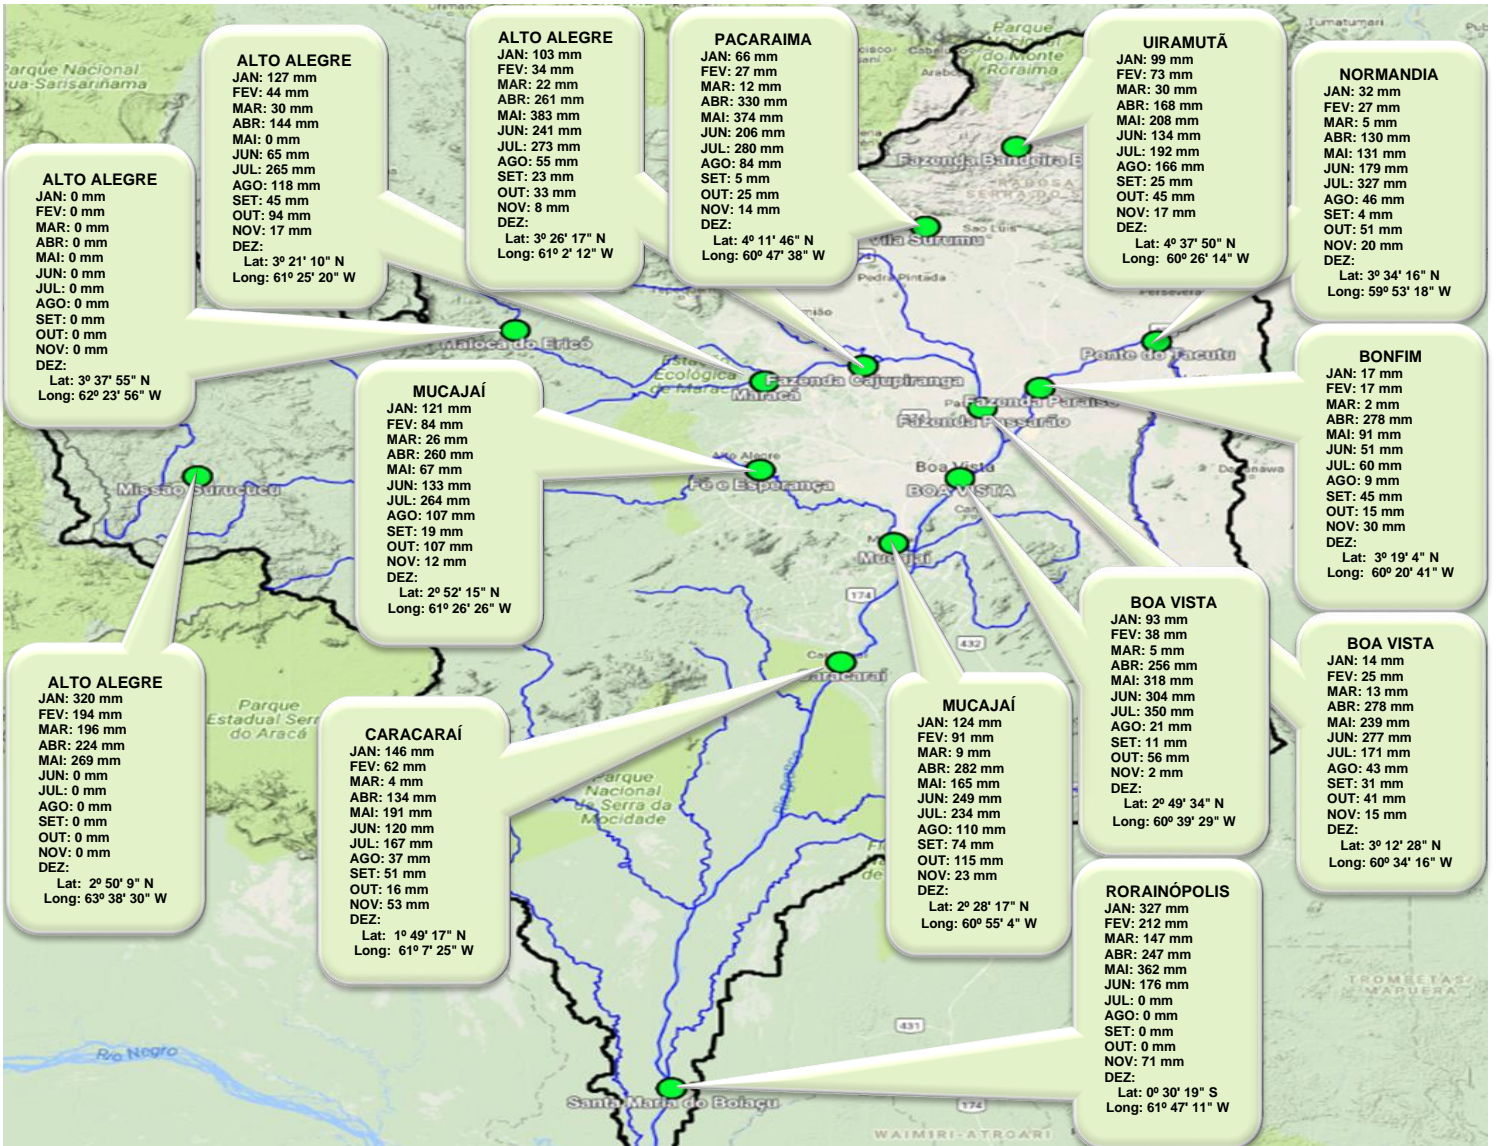 ALTO ALEGRE
JAN: 0 mm
FEV: 0 mm
MAR: 0 mm
ABR: 0 mm
MAI: 0 mm
JUN: 0 mm
JUL: 0 mm
AGO: 0 mm
SET: 0 mm
OUT: 0 mm
NOV: 0 mm
DEZ:
Lat: 3º 37' 55" N
Long: 62º 23' 56" W
ALTO ALEGRE
JAN: 127 mm
FEV: 44 mm
MAR: 30 mm
ABR: 144 mm
MAI: 0 mm
JUN: 65 mm
JUL: 265 mm
AGO: 118 mm
SET: 45 mm
OUT: 94 mm
NOV: 17 mm
DEZ:
Lat: 3º 21' 10" N
Long: 61º 25' 20" W
ALTO ALEGRE
JAN: 103 mm
FEV: 34 mm
MAR: 22 mm
ABR: 261 mm
MAI: 383 mm
JUN: 241 mm
JUL: 273 mm
AGO: 55 mm
SET: 23 mm
OUT: 33 mm
NOV: 8 mm
DEZ:
Lat: 3º 26' 17" N
Long: 61º 2' 12" W
PACARAIMA
JAN: 66 mm
FEV: 27 mm
MAR: 12 mm
ABR: 330 mm
MAI: 374 mm
JUN: 206 mm
JUL: 280 mm
AGO: 84 mm
SET: 5 mm
OUT: 25 mm
NOV: 14 mm
DEZ:
Lat: 4º 11' 46" N
Long: 60º 47' 38" W
UIRAMUTÃ
JAN: 99 mm
FEV: 73 mm
MAR: 30 mm
ABR: 168 mm
MAI: 208 mm
JUN: 134 mm
JUL: 192 mm
AGO: 166 mm
SET: 25 mm
OUT: 45 mm
NOV: 17 mm
DEZ:
Lat: 4º 37' 50" N
Long: 60º 26' 14" W
NORMANDIA
JAN: 32 mm
FEV: 27 mm
MAR: 5 mm
ABR: 130 mm
MAI: 131 mm
JUN: 179 mm
JUL: 327 mm
AGO: 46 mm
SET: 4 mm
OUT: 51 mm
NOV: 20 mm
DEZ:
Lat: 3º 34' 16" N
Long: 59º 53' 18" W
MUCAJAÍ
JAN: 121 mm
FEV: 84 mm
MAR: 26 mm
ABR: 260 mm
MAI: 67 mm
JUN: 133 mm
JUL: 264 mm
AGO: 107 mm
SET: 19 mm
OUT: 107 mm
NOV: 12 mm
DEZ:
Lat: 2º 52' 15" N
Long: 61º 26' 26" W
BONFIM
JAN: 17 mm
FEV: 17 mm
MAR: 2 mm
ABR: 278 mm
MAI: 91 mm
JUN: 51 mm
JUL: 60 mm
AGO: 9 mm
SET: 45 mm
OUT: 15 mm
NOV: 30 mm
DEZ:
Lat: 3º 19' 4" N
Long: 60º 20' 41" W
ALTO ALEGRE
JAN: 320 mm
FEV: 194 mm
MAR: 196 mm
ABR: 224 mm
MAI: 269 mm
JUN: 0 mm
JUL: 0 mm
AGO: 0 mm
SET: 0 mm
OUT: 0 mm
NOV: 0 mm
DEZ:
Lat: 2º 50' 9" N
Long: 63º 38' 30" W
CARACARAÍ
JAN: 146 mm
FEV: 62 mm
MAR: 4 mm
ABR: 134 mm
MAI: 191 mm
JUN: 120 mm
JUL: 167 mm
AGO: 37 mm
SET: 51 mm
OUT: 16 mm
NOV: 53 mm
DEZ:
Lat: 1º 49' 17" N
Long: 61º 7' 25" W
MUCAJAÍ
JAN: 124 mm
FEV: 91 mm
MAR: 9 mm
ABR: 282 mm
MAI: 165 mm
JUN: 249 mm
JUL: 234 mm
AGO: 110 mm
SET: 74 mm
OUT: 115 mm
NOV: 23 mm
DEZ:
Lat: 2º 28' 17" N
Long: 60º 55' 4" W
BOA VISTA
JAN: 93 mm
FEV: 38 mm
MAR: 5 mm
ABR: 256 mm
MAI: 318 mm
JUN: 304 mm
JUL: 350 mm
AGO: 21 mm
SET: 11 mm
OUT: 56 mm
NOV: 2 mm
DEZ:
Lat: 2º 49' 34" N
Long: 60º 39' 29" W
BOA VISTA
JAN: 14 mm
FEV: 25 mm
MAR: 13 mm
ABR: 278 mm
MAI: 239 mm
JUN: 277 mm
JUL: 171 mm
AGO: 43 mm
SET: 31 mm
OUT: 41 mm
NOV: 15 mm
DEZ:
Lat: 3º 12' 28" N
Long: 60º 34' 16" W
RORAINÓPOLIS
JAN: 327 mm
FEV: 212 mm
MAR: 147 mm
ABR: 247 mm
MAI: 362 mm
JUN: 176 mm
JUL: 0 mm
AGO: 0 mm
SET: 0 mm
OUT: 0 mm
NOV: 71 mm
DEZ:
Lat: 0º 30' 19" S
Long: 61º 47' 11" W
Parque Nacional
Parque
do Monte
Roraima
Tumatumari
Fazenda Bandeira B
Vila Surumu
Sao Luis
Pedra Pintada
Maloca do Ericó
Ecológica
de Maracá
Maracá
Fazenda Cajupiranga
Ponte do Tacutu
Fazenda Paraíso
Fazenda Passarão
Missão Surucucu
Alto Alegre
Fé e Esperança
Boa Vista
BOA VISTA
Mucajaí
174
432
Caracaraí
Parque
Estadual Serra
do Aracá
Parque
Nacional
da Serra da
Mocidade
Rio Branco
Rio Negro
431
TROMBETAS/
MAPUERA
Santa Maria do Boiaçu
174
WAIMIRI-ATROARI